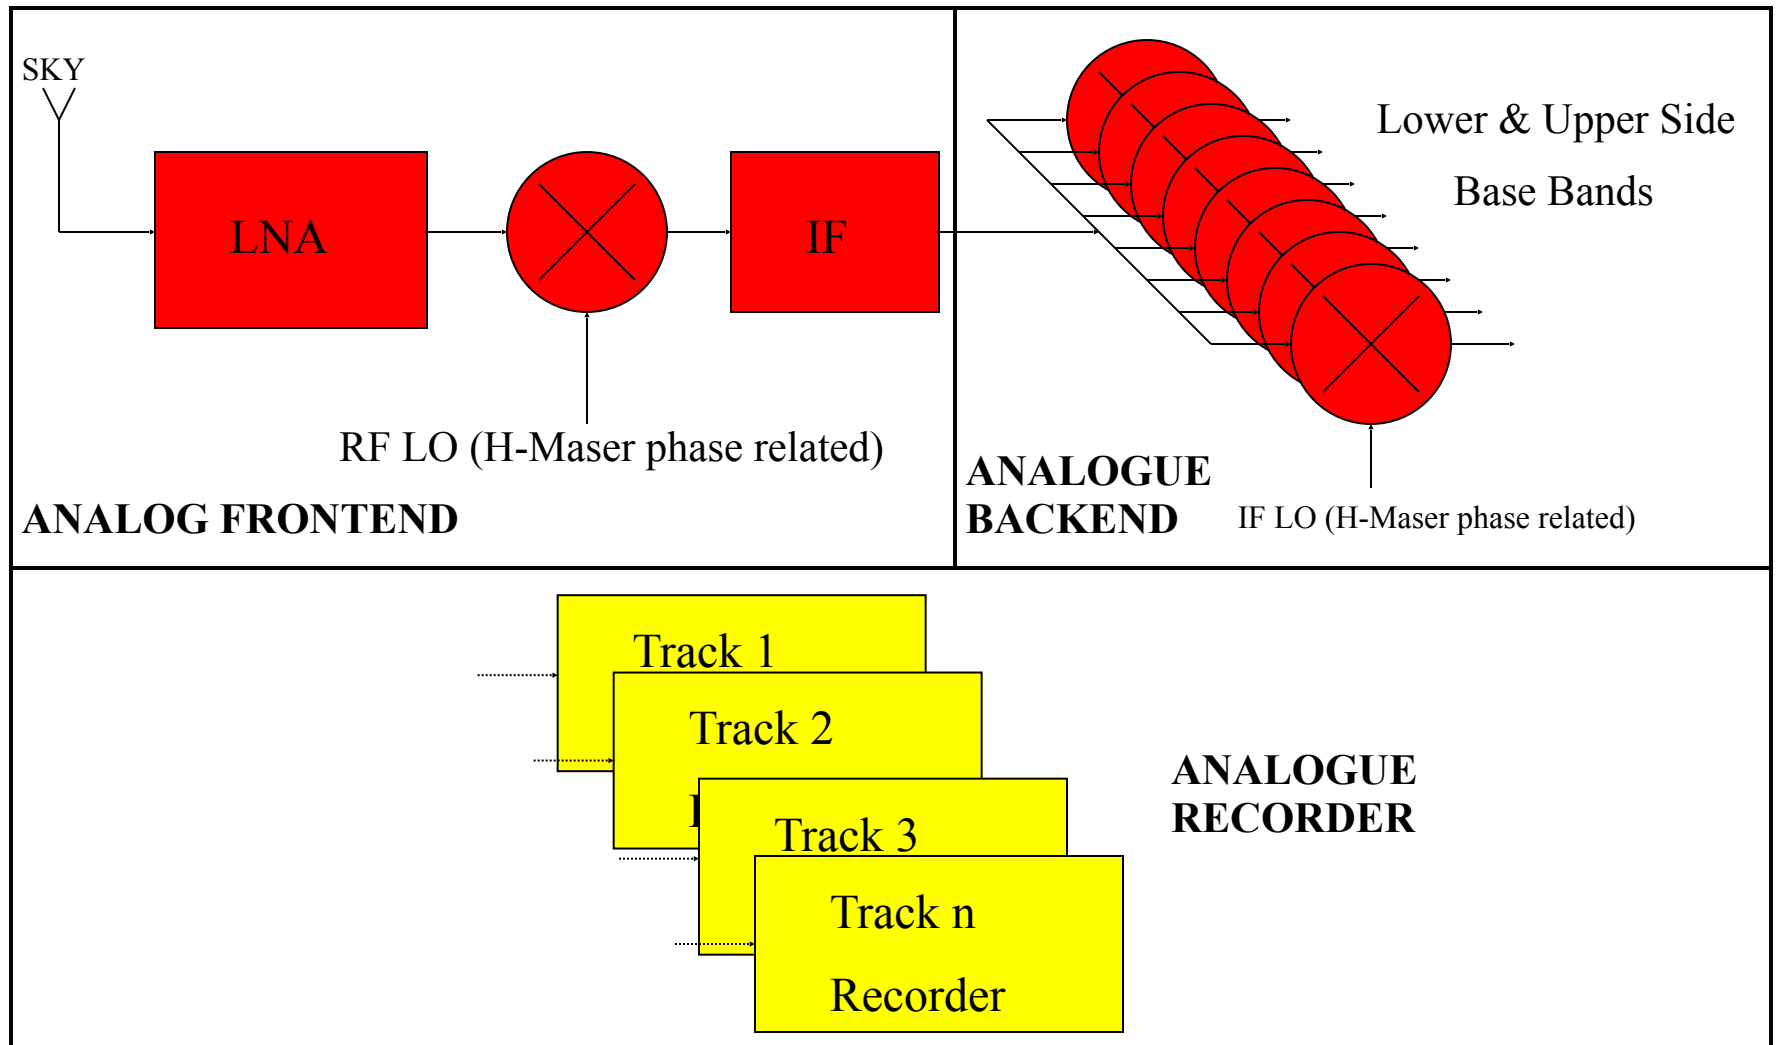 SKY
LNA
IF
RF LO (H-Maser phase related)
ANALOG FRONTEND
Lower & Upper Side
Base Bands
ANALOGUE
BACKEND
IF LO (H-Maser phase related)
Track 1
Track 2
Track 3
Track n
Recorder
ANALOGUE
RECORDER